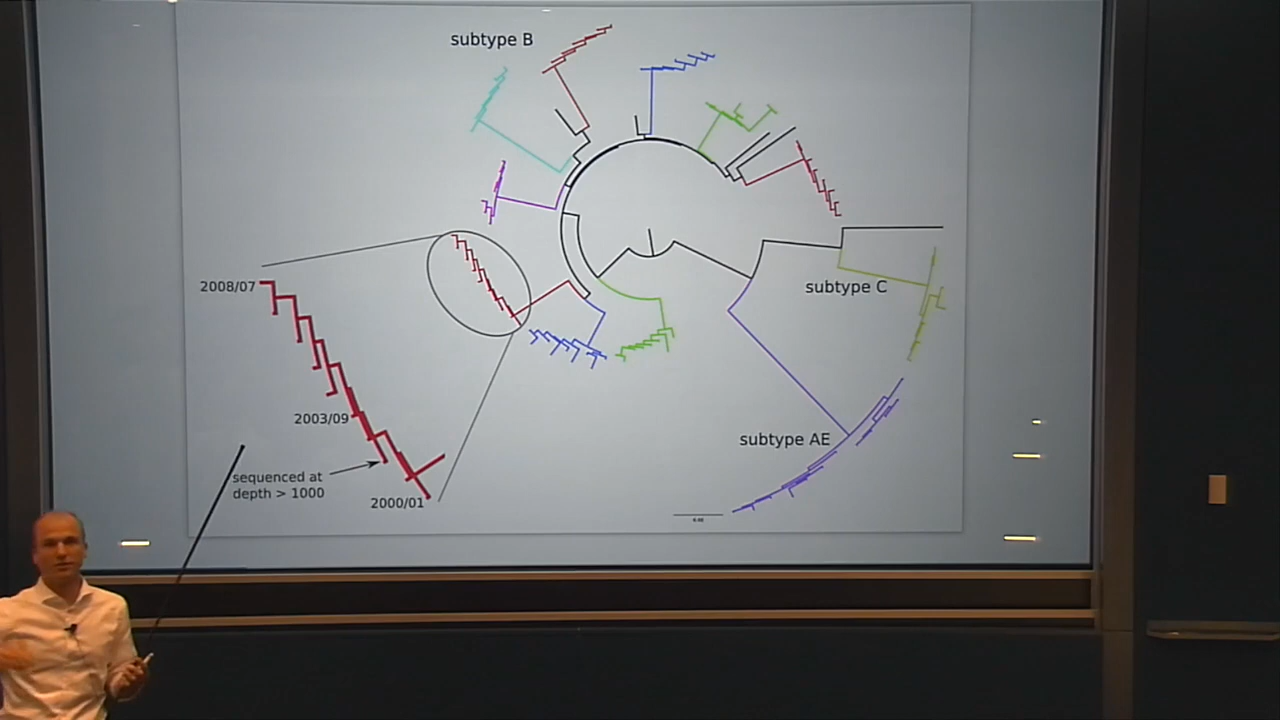 subtype B
2008/07
subtype C
2003/09
subtype AE
sequenced at
depth > 1000
2000/01